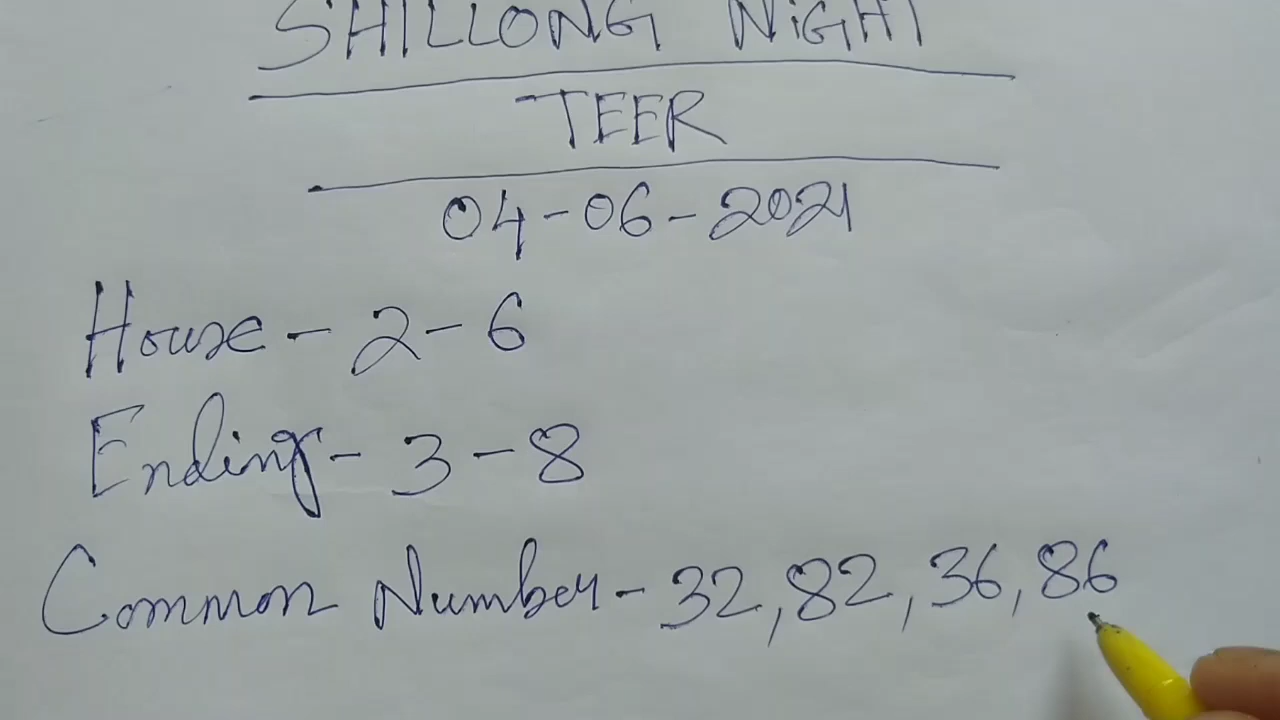 SHILLONG NiGHT
TEER
04-06-2021
House - 2 - 6
Ending - 3 - 8
Common Number - 32, 82, 36, 86